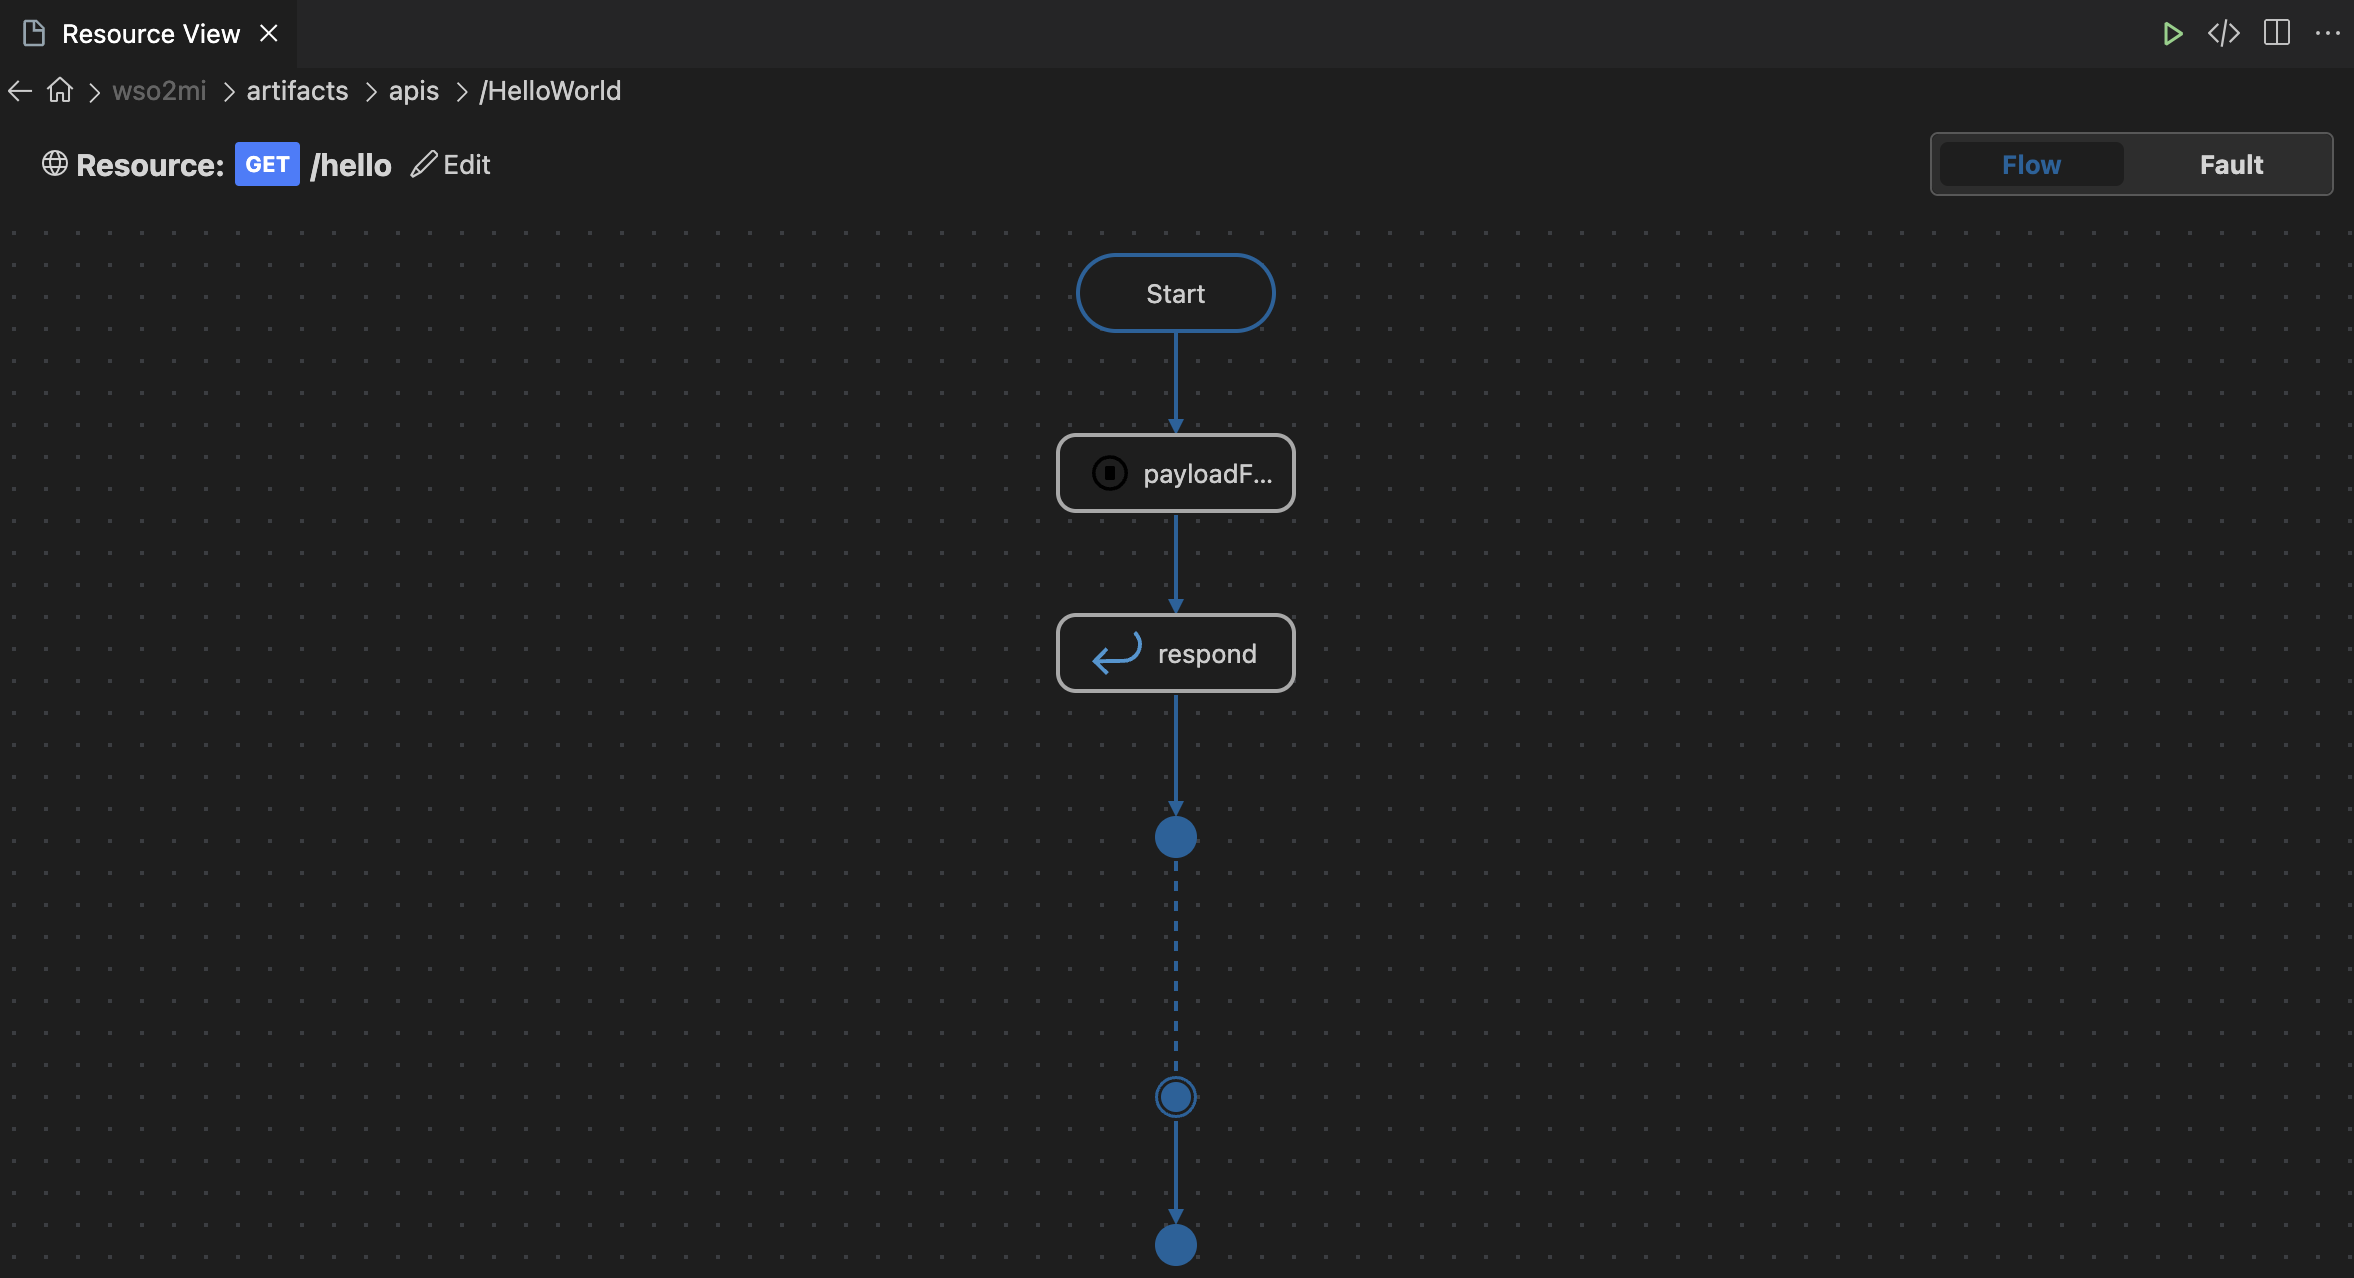 Resource View
wso2mi > artifacts > apis > /HelloWorld
Resource: GET /hello Edit
Flow Fault
Start
payloadF...
respond